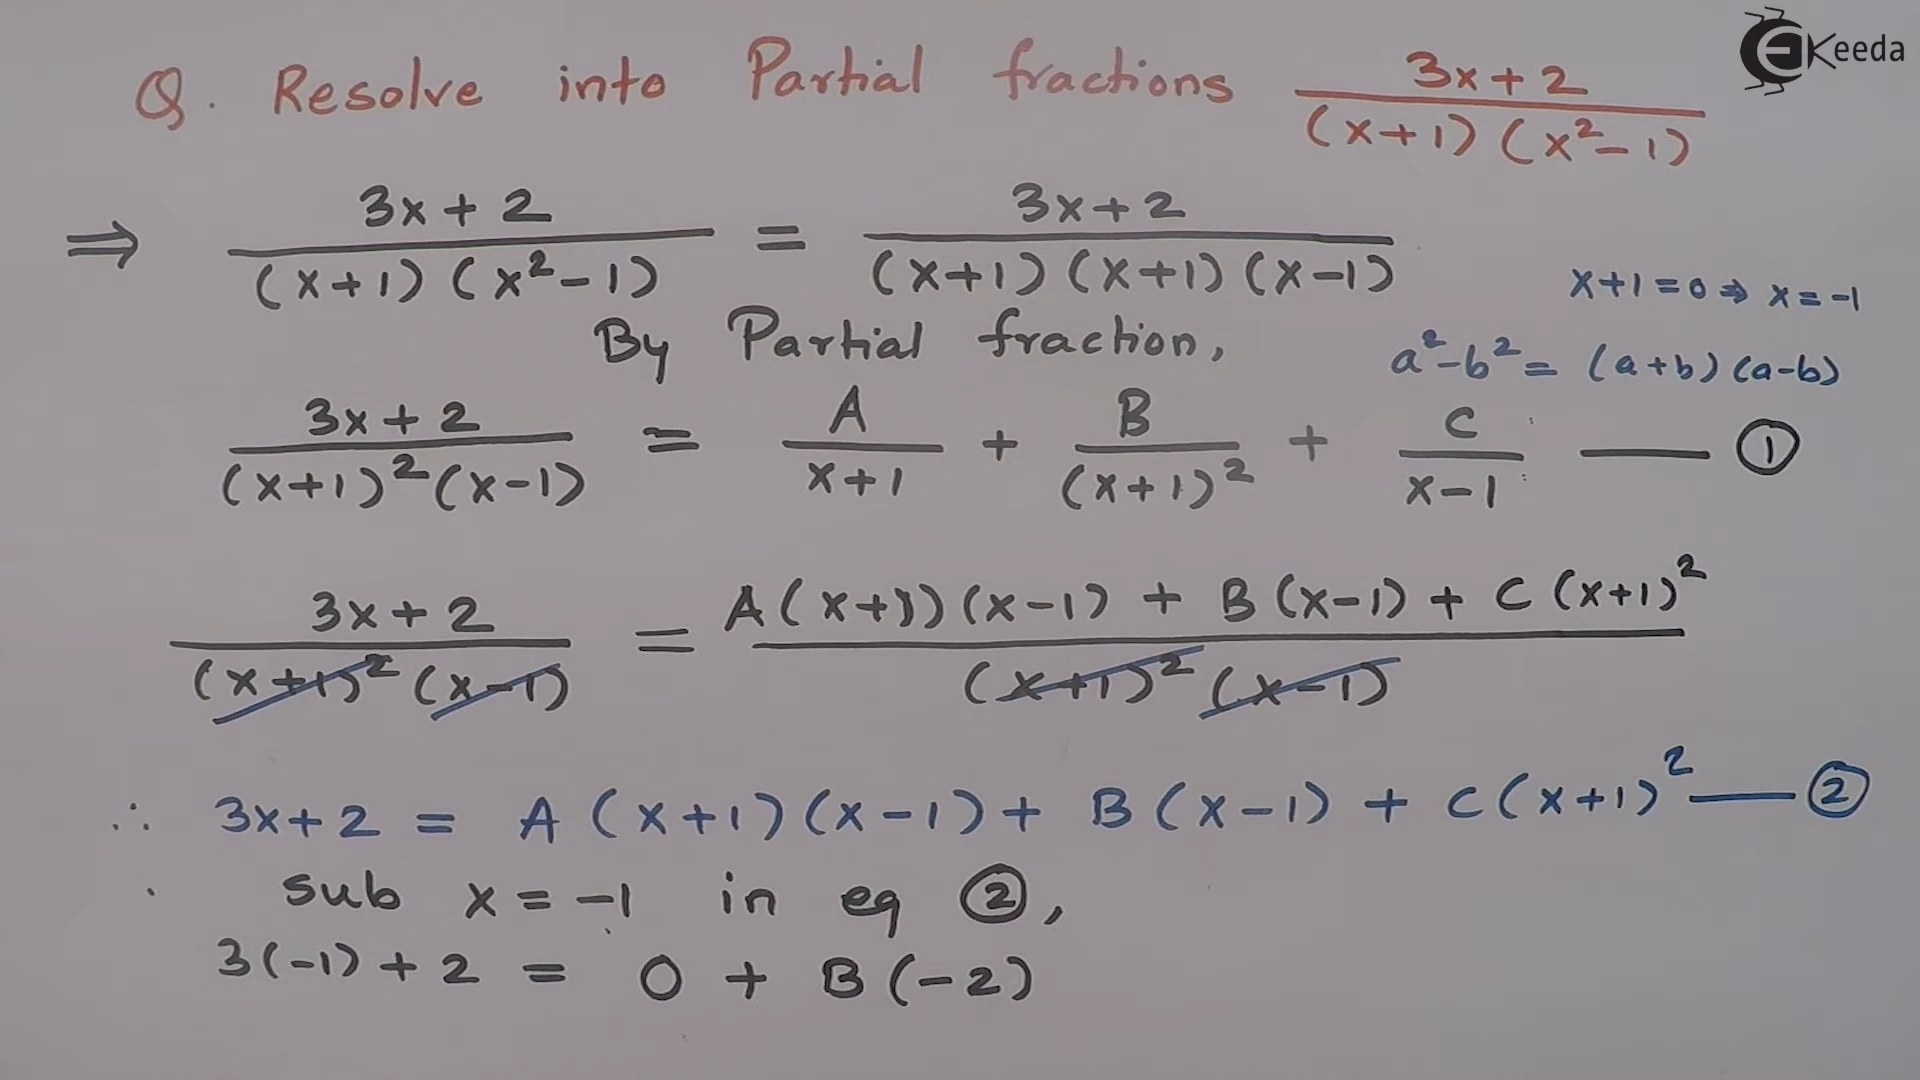 EKeeda
Q. Resolve into Partial fractions (3x+2)/((x+1)(x²-1))
⇒ (3x+2)/((x+1)(x²-1)) = (3x+2)/((x+1)(x+1)(x-1))
x+1=0 ⇒ x=-1
By Partial fraction,
a²-b² = (a+b)(a-b)
(3x+2)/((x+1)²(x-1)) = A/(x+1) + B/(x+1)² + C/(x-1) — ①
(3x+2)/((x+1)²(x-1)) = (A(x+1)(x-1) + B(x-1) + C(x+1)²)/((x+1)²(x-1))
∴ 3x+2 = A(x+1)(x-1) + B(x-1) + C(x+1)² — ②
sub x = -1 in eq ②,
3(-1)+2 = 0 + B(-2)